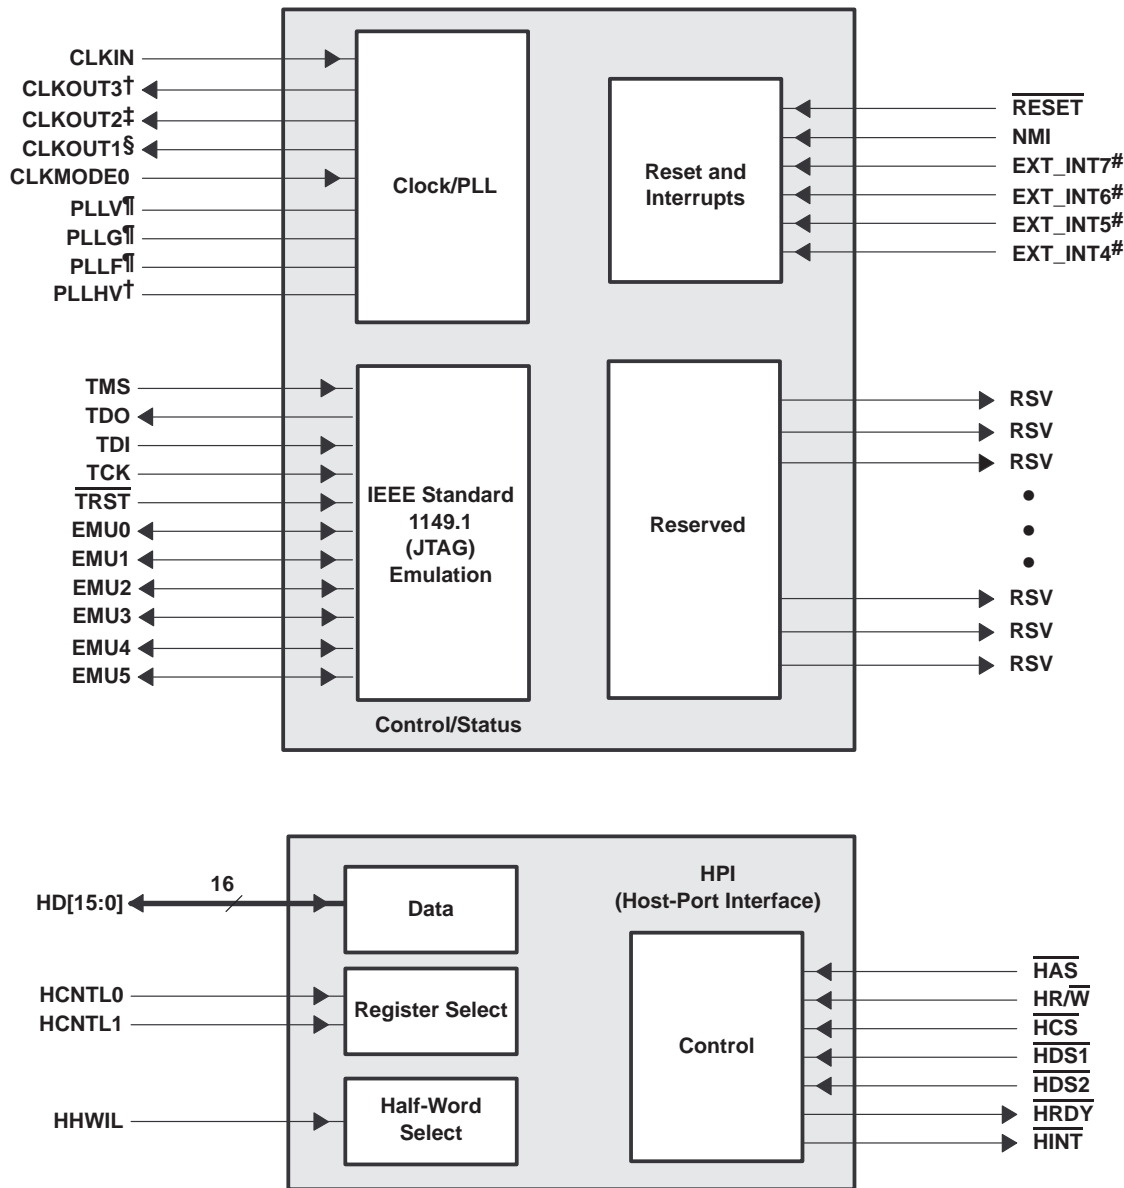 CLKIN
CLKOUT3†
CLKOUT2‡
CLKOUT1§
CLKMODE0
PLLV¶
PLLG¶
PLLF¶
PLLHV†
Clock/PLL
Reset and
Interrupts
RESET
NMI
EXT_INT7#
EXT_INT6#
EXT_INT5#
EXT_INT4#
TMS
TDO
TDI
TCK
TRST
EMU0
EMU1
EMU2
EMU3
EMU4
EMU5
IEEE Standard
1149.1
(JTAG)
Emulation
Reserved
RSV
RSV
RSV
RSV
RSV
RSV
Control/Status
HD[15:0]
16
Data
HPI
(Host-Port Interface)
HCNTL0
HCNTL1
Register Select
HHWIL
Half-Word
Select
Control
HAS
HR/W
HCS
HDS1
HDS2
HRDY
HINT